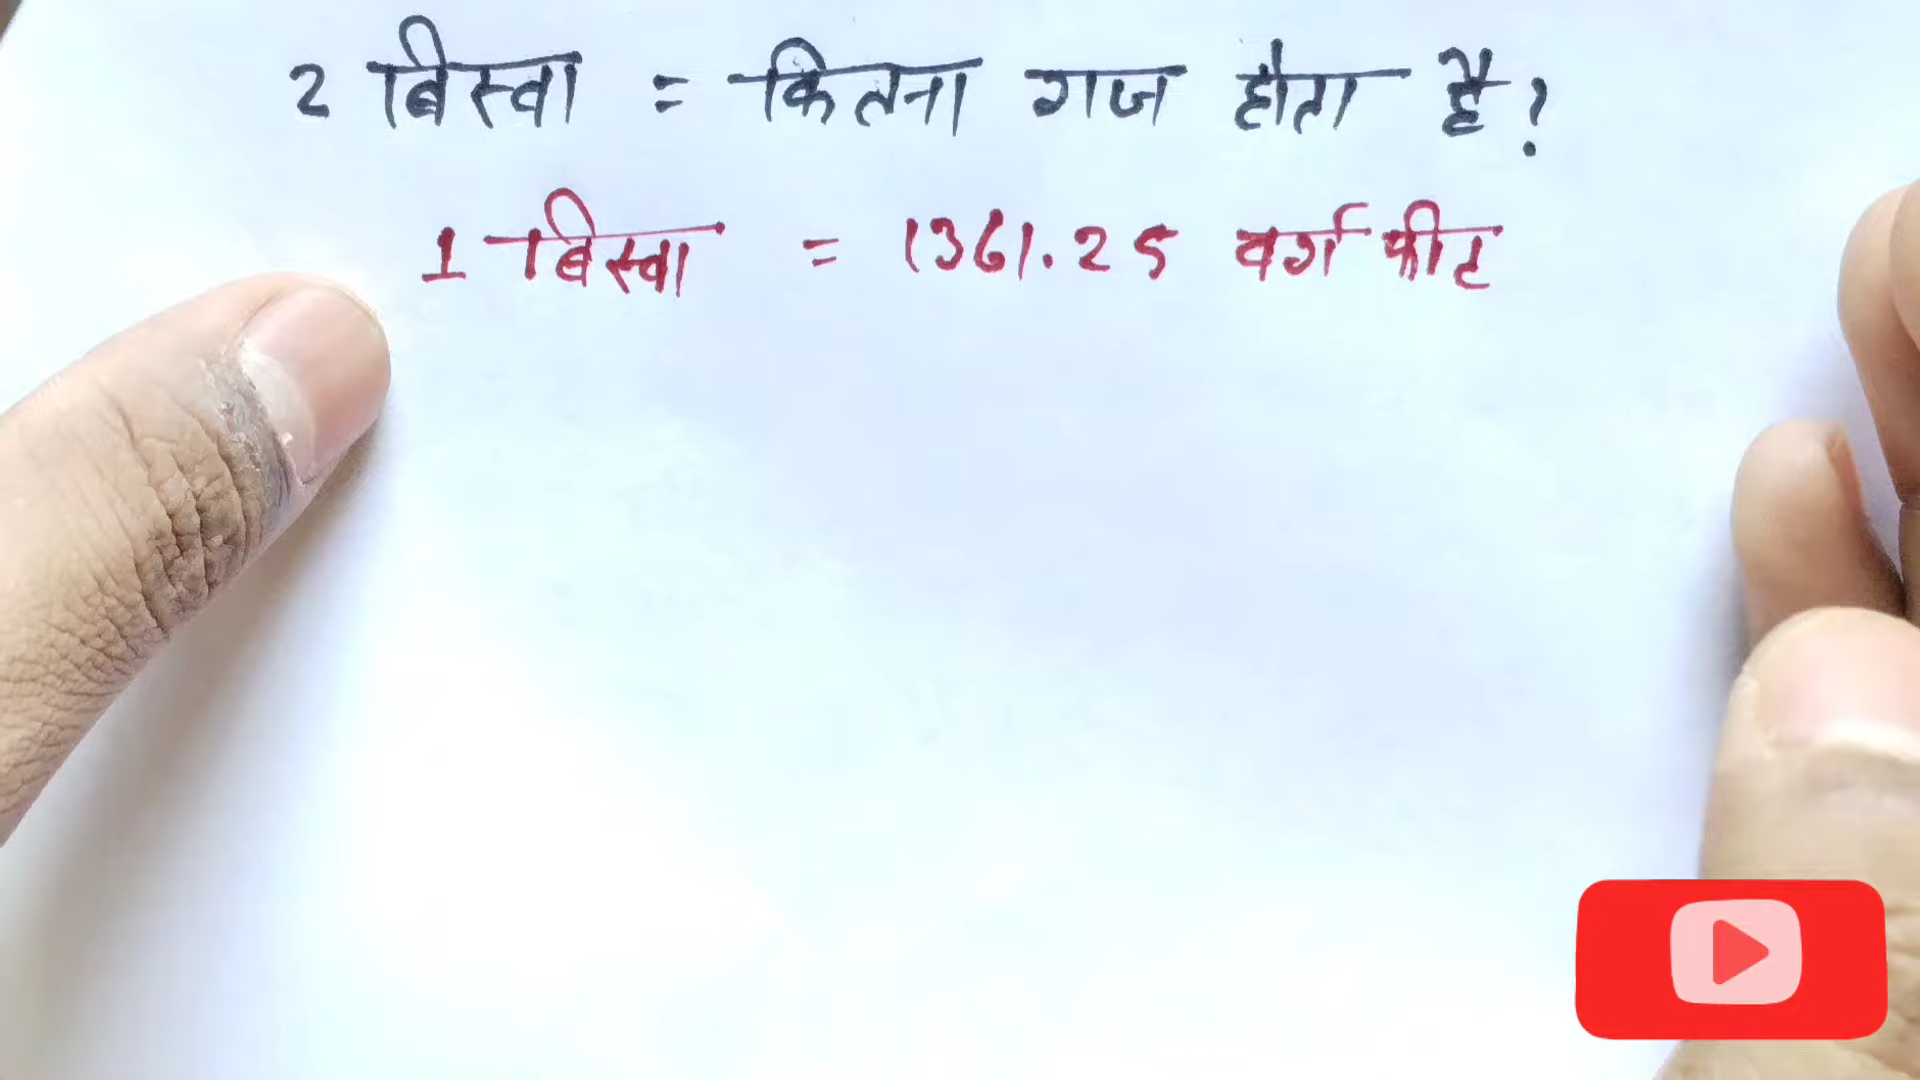 2 बिस्वा = कितना गज होता है?
1 बिस्वा = 1361.25 वर्ग फीट